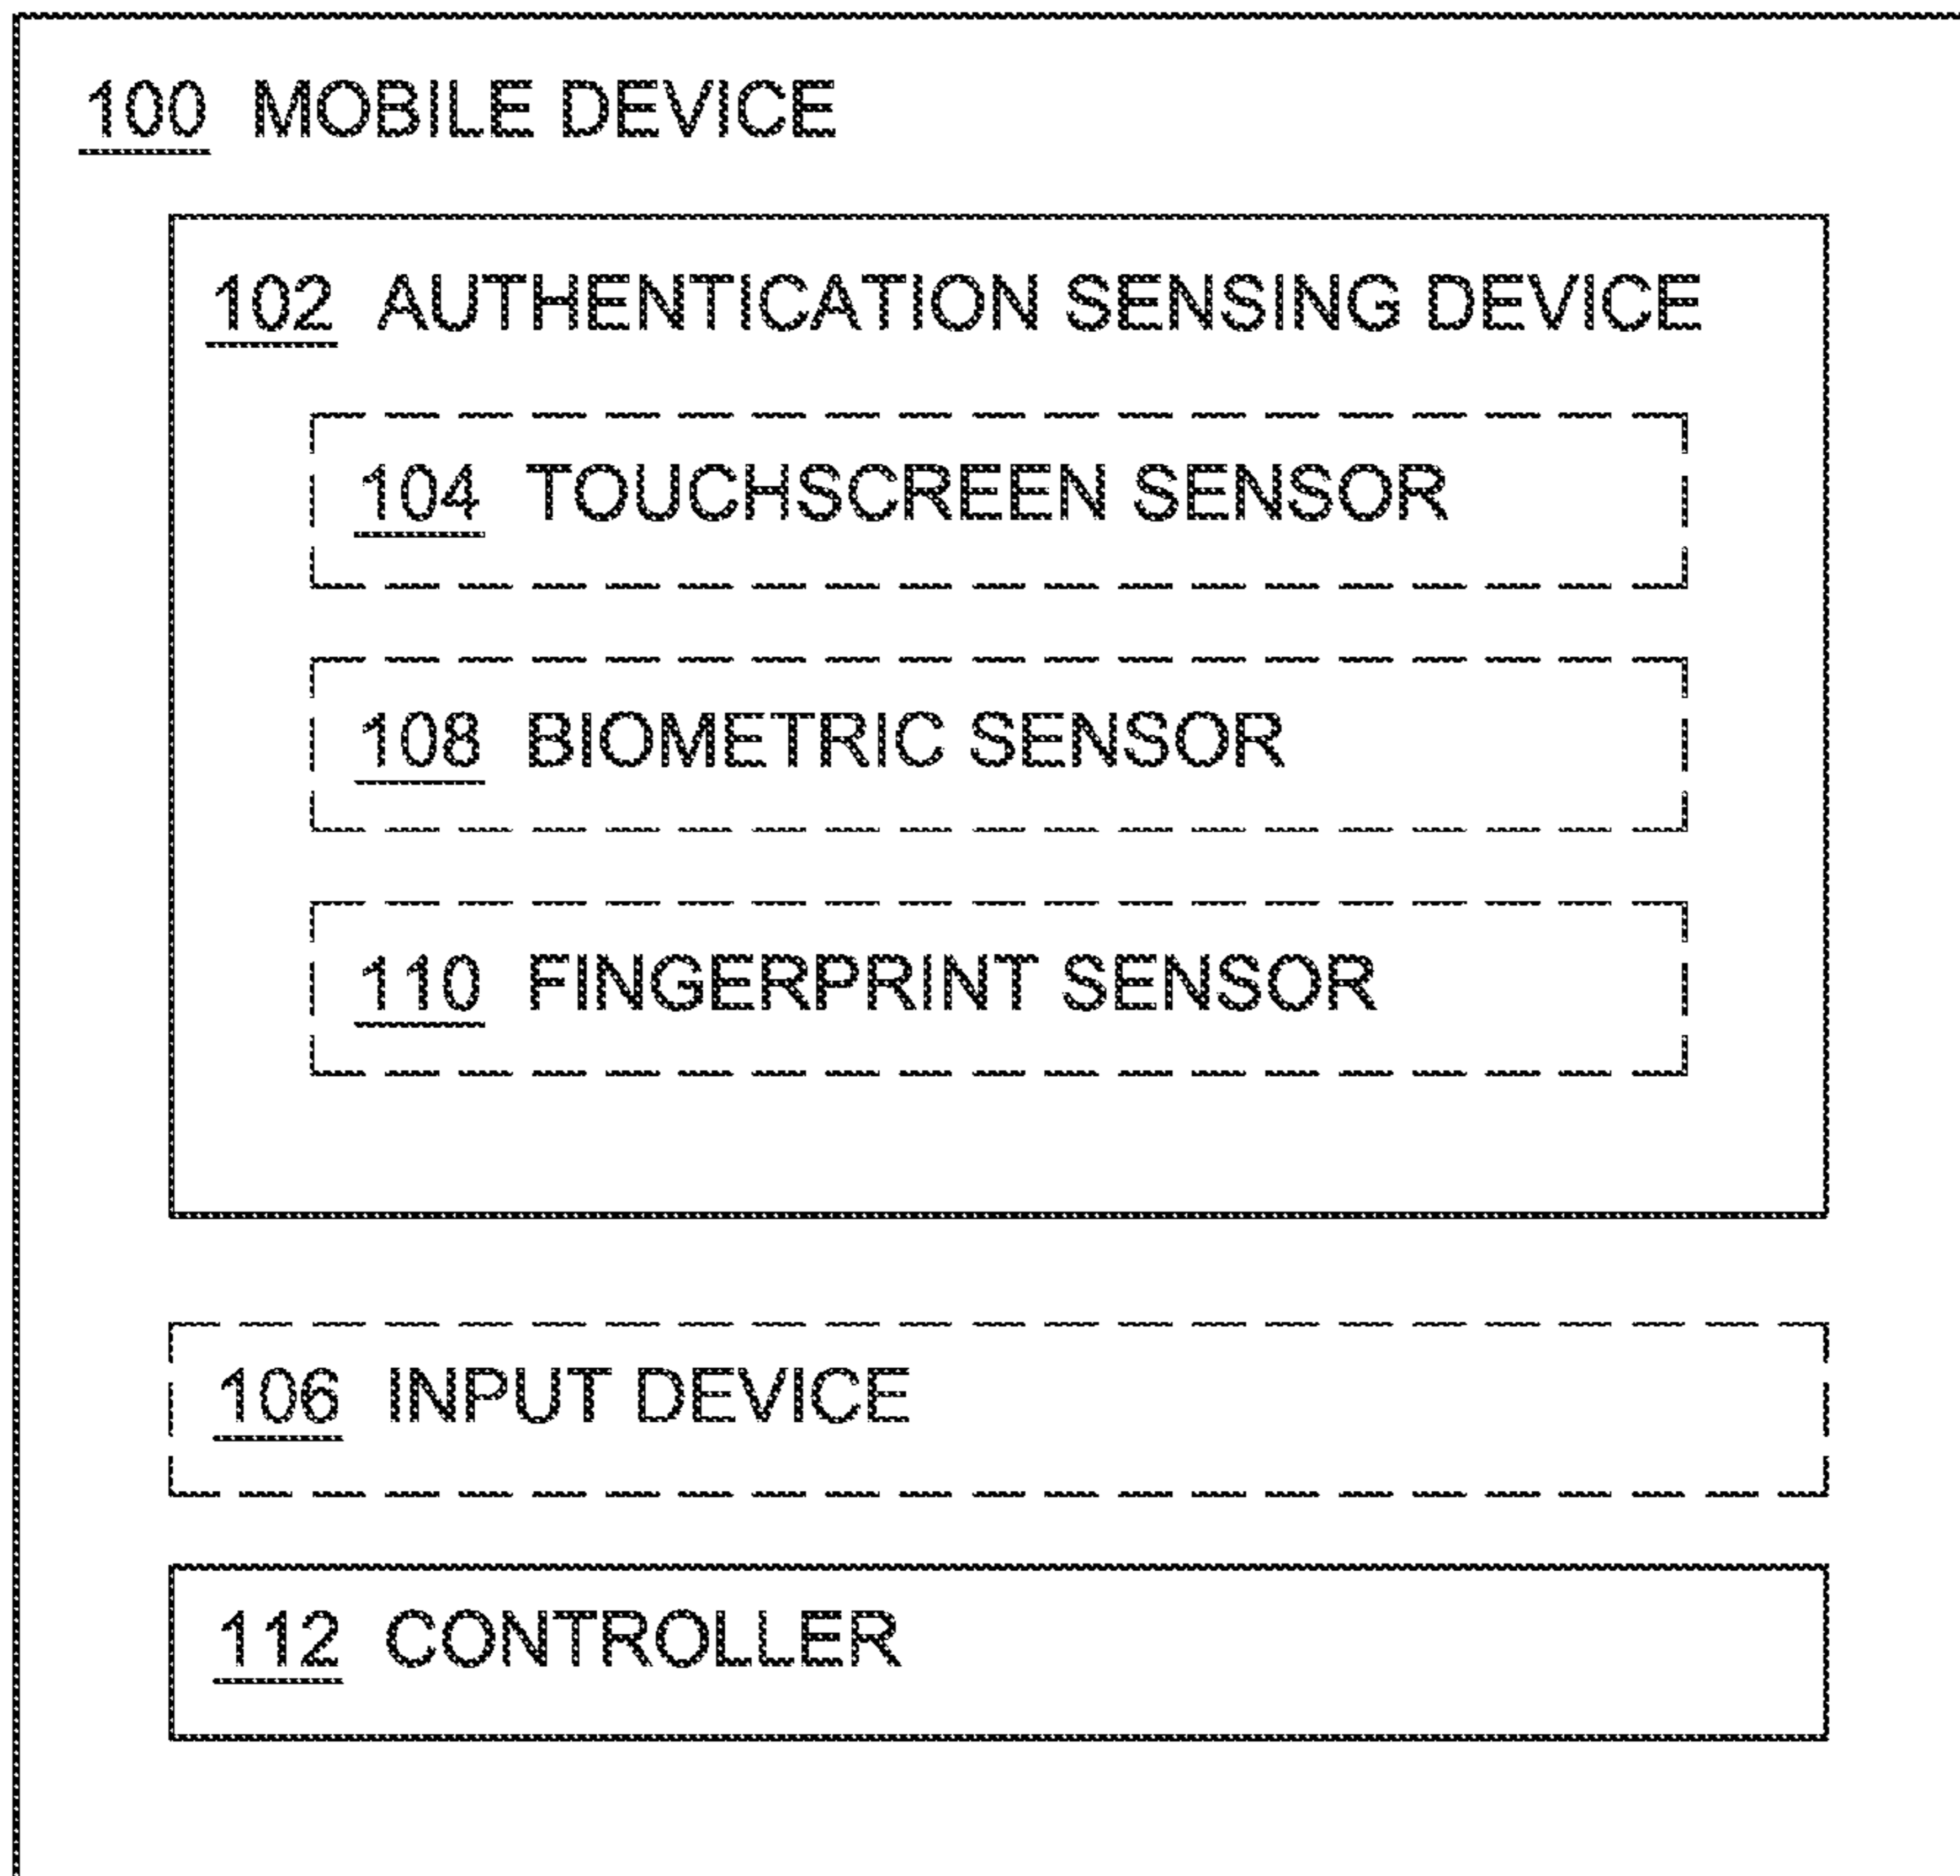 100 MOBILE DEVICE
102 AUTHENTICATION SENSING DEVICE
104 TOUCHSCREEN SENSOR
108 BIOMETRIC SENSOR
110 FINGERPRINT SENSOR
106 INPUT DEVICE
112 CONTROLLER